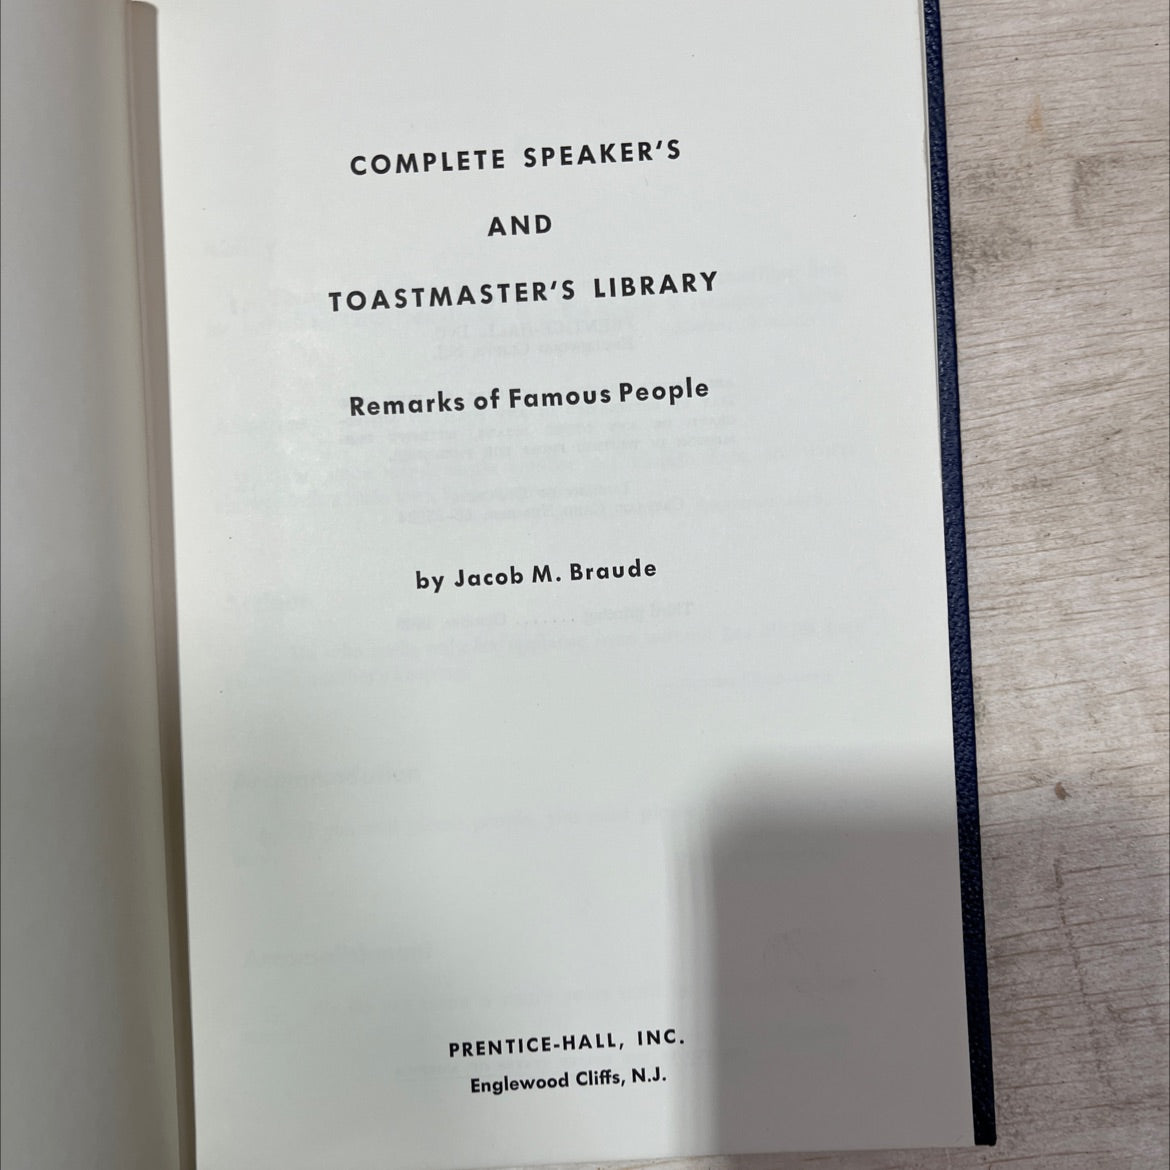 COMPLETE SPEAKER'S
AND
TOASTMASTER'S LIBRARY
Remarks of Famous People
by Jacob M. Braude
PRENTICE-HALL, INC.
Englewood Cliffs, N.J.